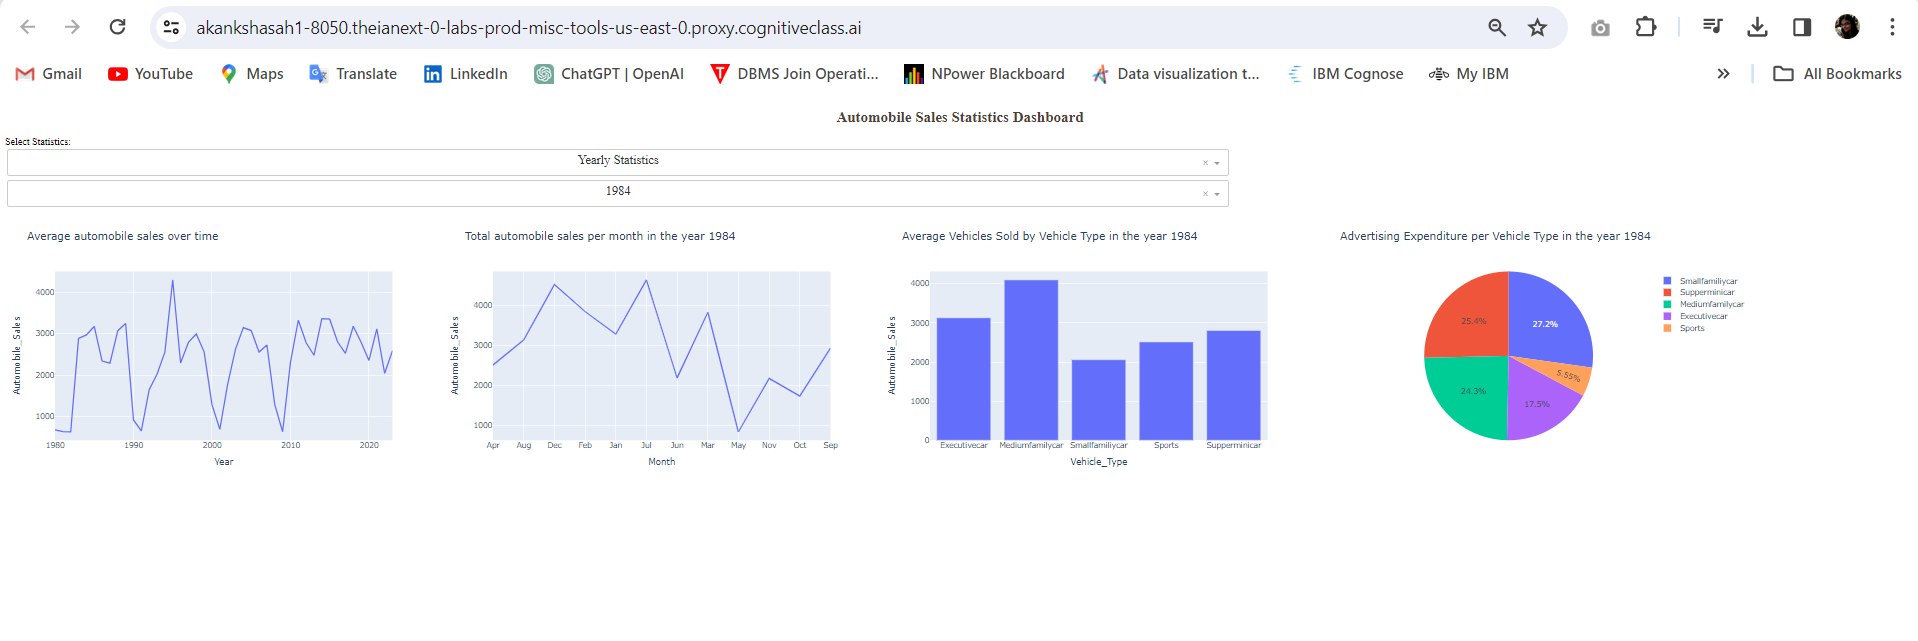 akankshasah1-8050.theianext-0-labs-prod-misc-tools-us-east-0.proxy.cognitiveclass.ai
Gmail YouTube Maps Translate LinkedIn ChatGPT | OpenAI DBMS Join Operati... NPower Blackboard Data visualization t... IBM Cognose My IBM » All Bookmarks
Automobile Sales Statistics Dashboard
Select Statistics:
Yearly Statistics
1984
Average automobile sales over time
4000
3000
2000
1000
Automobile_Sales
1980 1990 2000 2010 2020
Year
Total automobile sales per month in the year 1984
4000
3000
2000
1000
Automobile_Sales
Apr Aug Dec Feb Jan Jul Jun Mar May Nov Oct Sep
Month
Average Vehicles Sold by Vehicle Type in the year 1984
4000
3000
2000
1000
0
Automobile_Sales
Executivecar Mediumfamilycar Smallfamiliycar Sports Supperminicar
Vehicle_Type
Advertising Expenditure per Vehicle Type in the year 1984
25.4%
27.2%
5.55%
24.3%
17.5%
Smallfamiliycar
Supperminicar
Mediumfamilycar
Executivecar
Sports